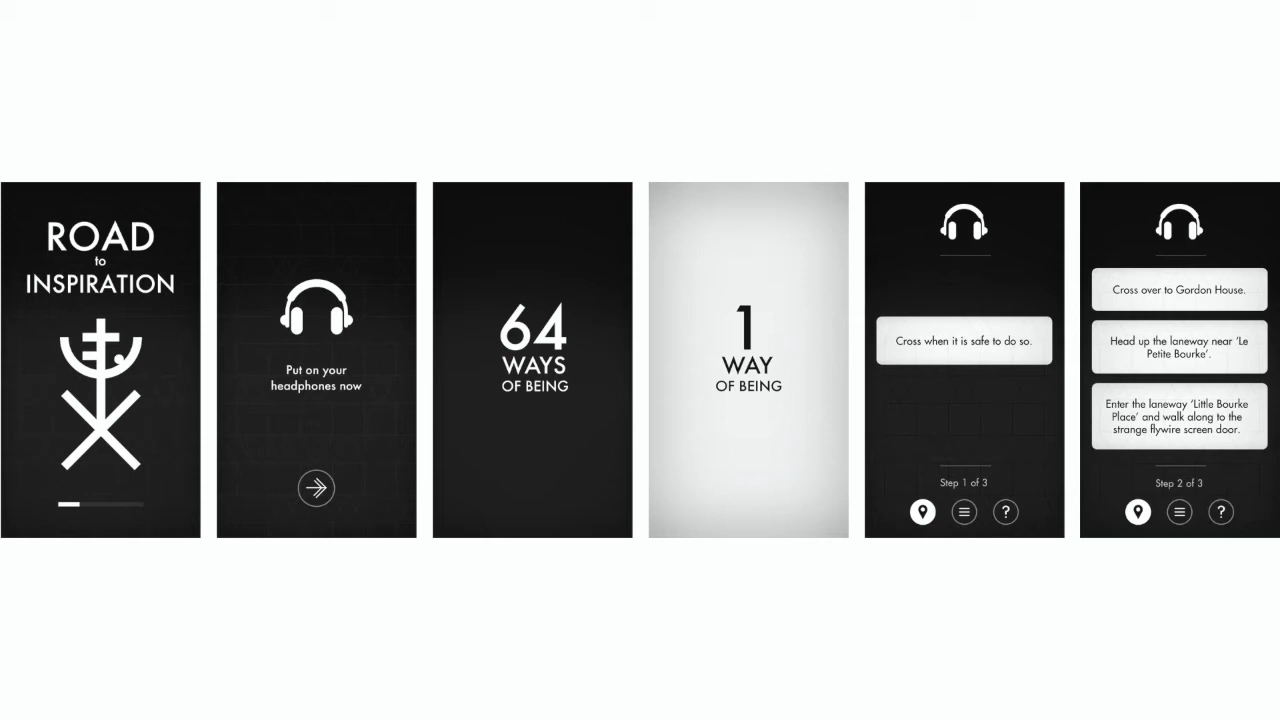 ROAD
to
INSPIRATION
Put on your
headphones now
64
WAYS
OF BEING
1
WAY
OF BEING
Cross when it is safe to do so.
Step 1 of 3
?
Cross over to Gordon House.
Head up the laneway near ‘Le
Petite Bourke’.
Enter the laneway ‘Little Bourke
Place’ and walk along to the
strange flywire screen door.
Step 2 of 3
?